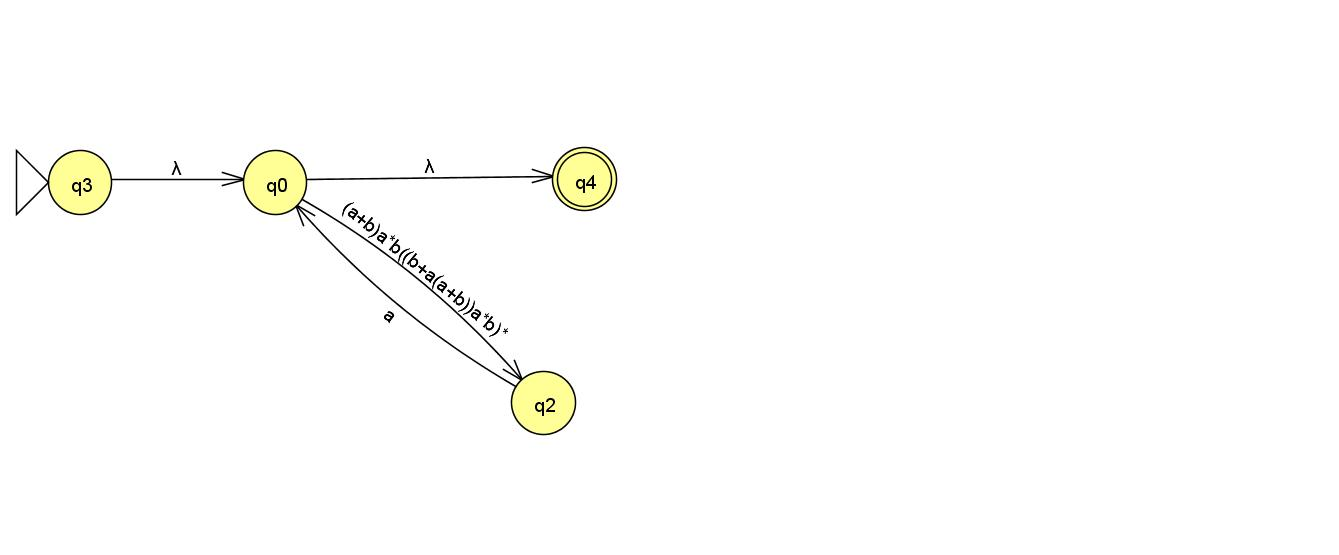 λ
λ
q3
q0
q4
(a+b)a*b((b+a(a+b))a*b)*
a
q2